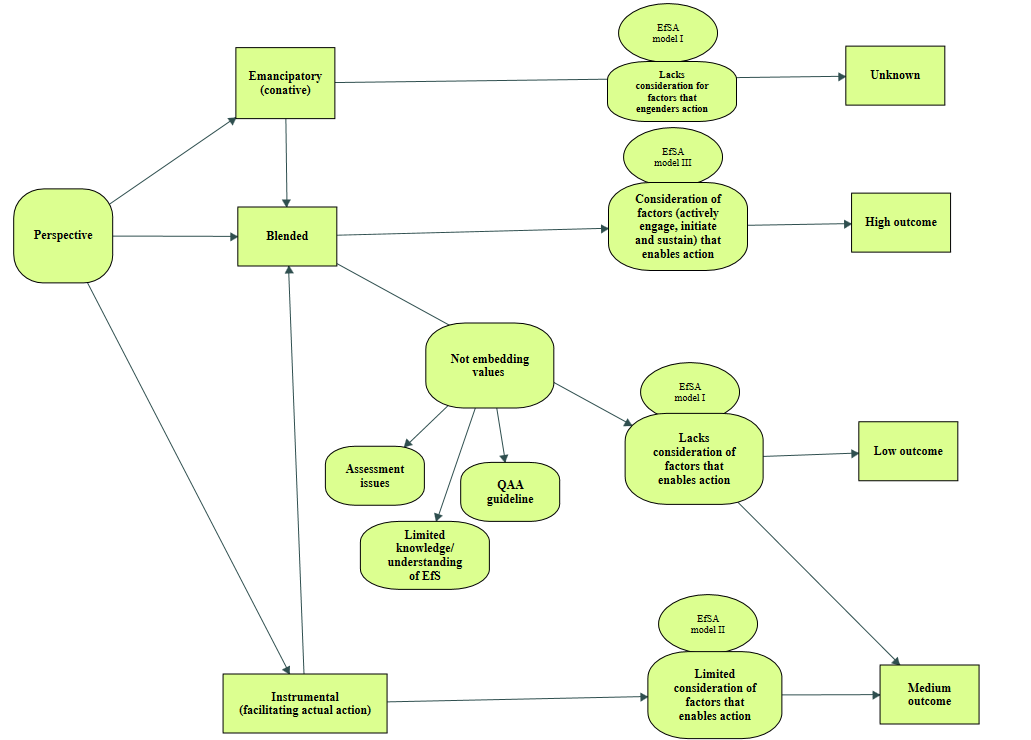 EfSA
model I
Emancipatory
(conative)
Lacks
consideration for
factors that
engenders action
Unknown
EfSA
model III
Perspective
Blended
Consideration of
factors (actively
engage, initiate
and sustain) that
enables action
High outcome
Not embedding
values
EfSA
model I
Assessment
issues
QAA
guideline
Lacks
consideration of
factors that
enables action
Low outcome
Limited
knowledge/
understanding
of EfS
EfSA
model II
Instrumental
(facilitating actual action)
Limited
consideration of
factors that
enables action
Medium
outcome